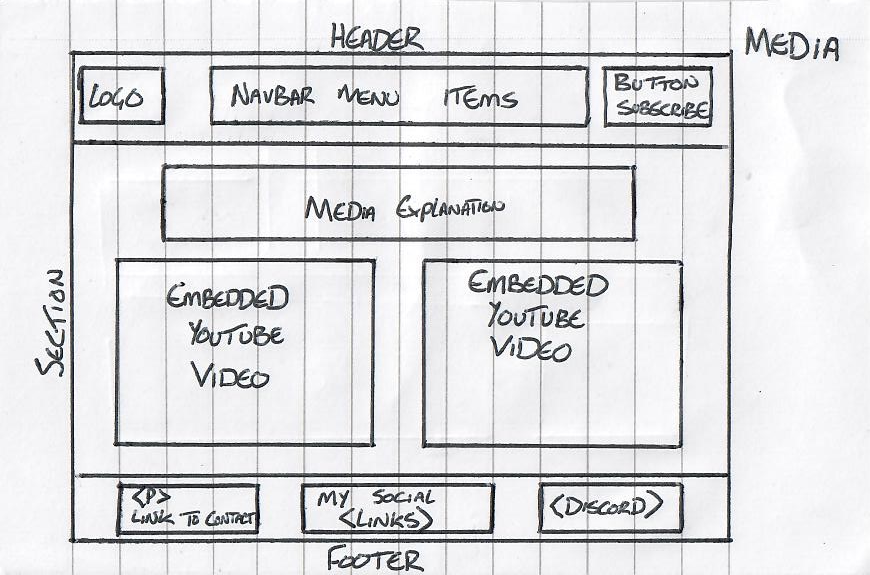 HEADER
MEDiA
LOGO
NAVBAR MENU ITEMS
BUTTON
SUBSCRIBE
MEDiA EXPLANATION
SECTION
EMBEDDED
YOUTUBE
ViDEO
EMBEDDED
YOUTUBE
ViDEO
<P>
LINK TO CONTACT
MY SOCIAL
<LINKS>
<DISCORD>
FOOTER